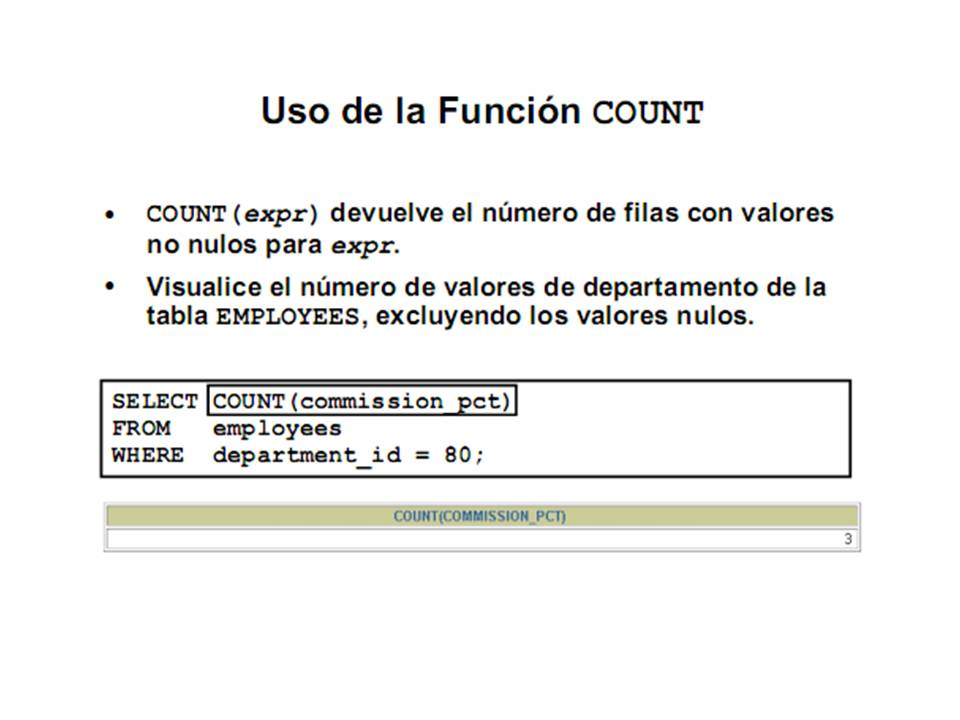 Uso de la Función COUNT
• COUNT(expr) devuelve el número de filas con valores
no nulos para expr.
• Visualice el número de valores de departamento de la
tabla EMPLOYEES, excluyendo los valores nulos.
SELECT COUNT(commission_pct)
FROM employees
WHERE department_id = 80;
COUNT(COMMISSION_PCT)
3